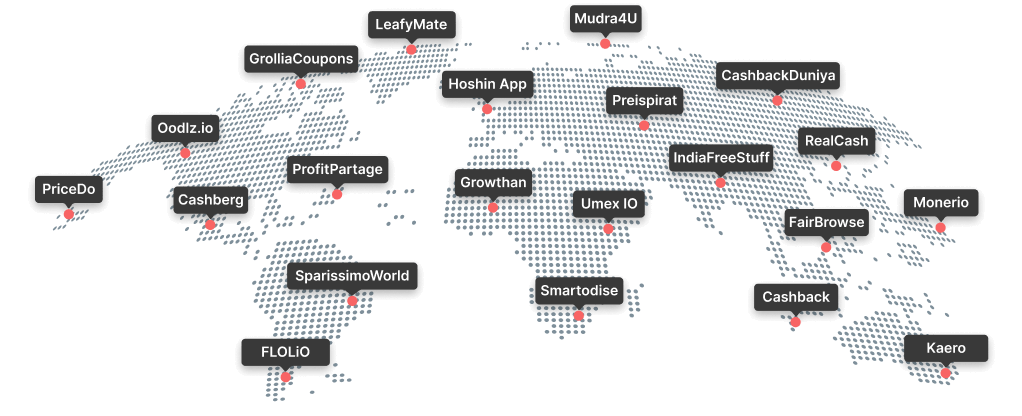 Mudra4U
LeafyMate
GrolliaCoupons
CashbackDuniya
Hoshin App
Preispirat
Oodlz.io
RealCash
IndiaFreeStuff
ProfitPartage
Growthan
PriceDo
Cashberg
Umex IO
Monerio
FairBrowse
SparissimoWorld
Smartodise
Cashback
Kaero
FLOLiO